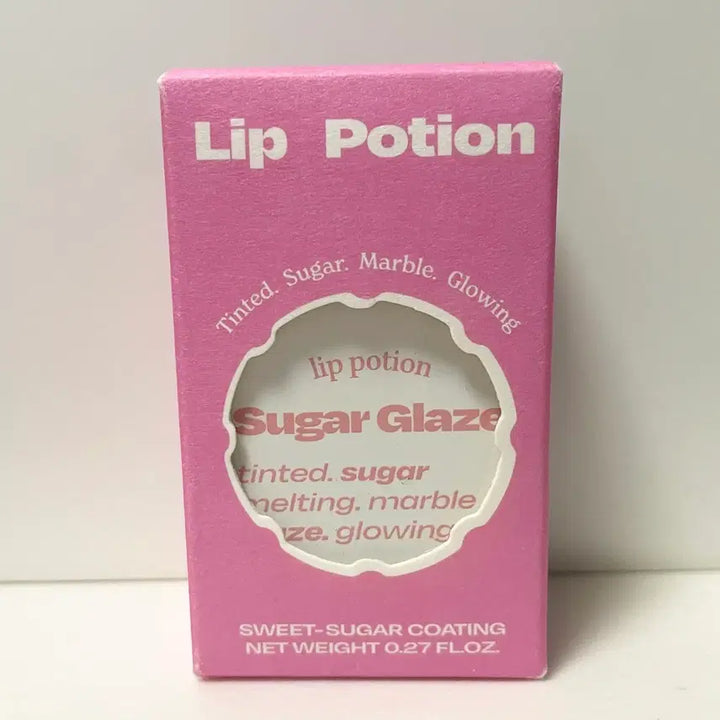 Lip Potion
Tinted. Sugar. Marble. Glowing
lip potion
Sugar Glaze
tinted. sugar
melting. marble
aze. glowing
SWEET-SUGAR COATING
NET WEIGHT 0.27 FL.OZ.